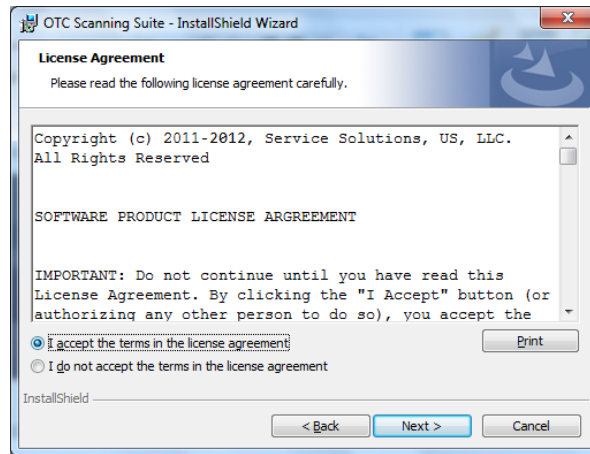 OTC Scanning Suite - InstallShield Wizard
License Agreement
Please read the following license agreement carefully.
Copyright (c) 2011-2012, Service Solutions, US, LLC.
All Rights Reserved
SOFTWARE PRODUCT LICENSE ARGREEMENT
IMPORTANT: Do not continue until you have read this
License Agreement. By clicking the "I Accept" button (or
authorizing any other person to do so), you accept the
I accept the terms in the license agreement
Print
I do not accept the terms in the license agreement
InstallShield
< Back
Next >
Cancel